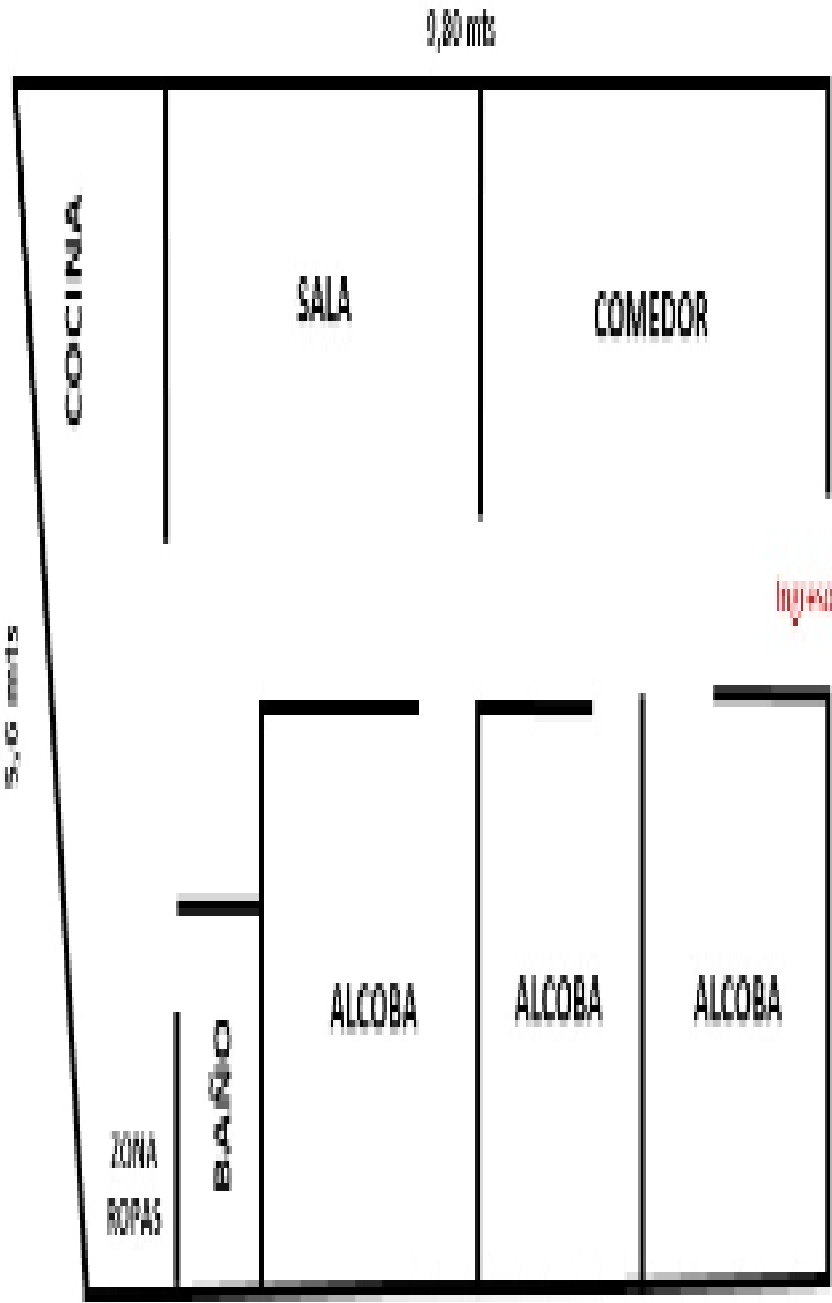 9,80 mts
COCINA
SALA
COMEDOR
Ingreso
5,6 mts
ALCOBA
ALCOBA
ALCOBA
BAÑO
ZONA
ROPAS